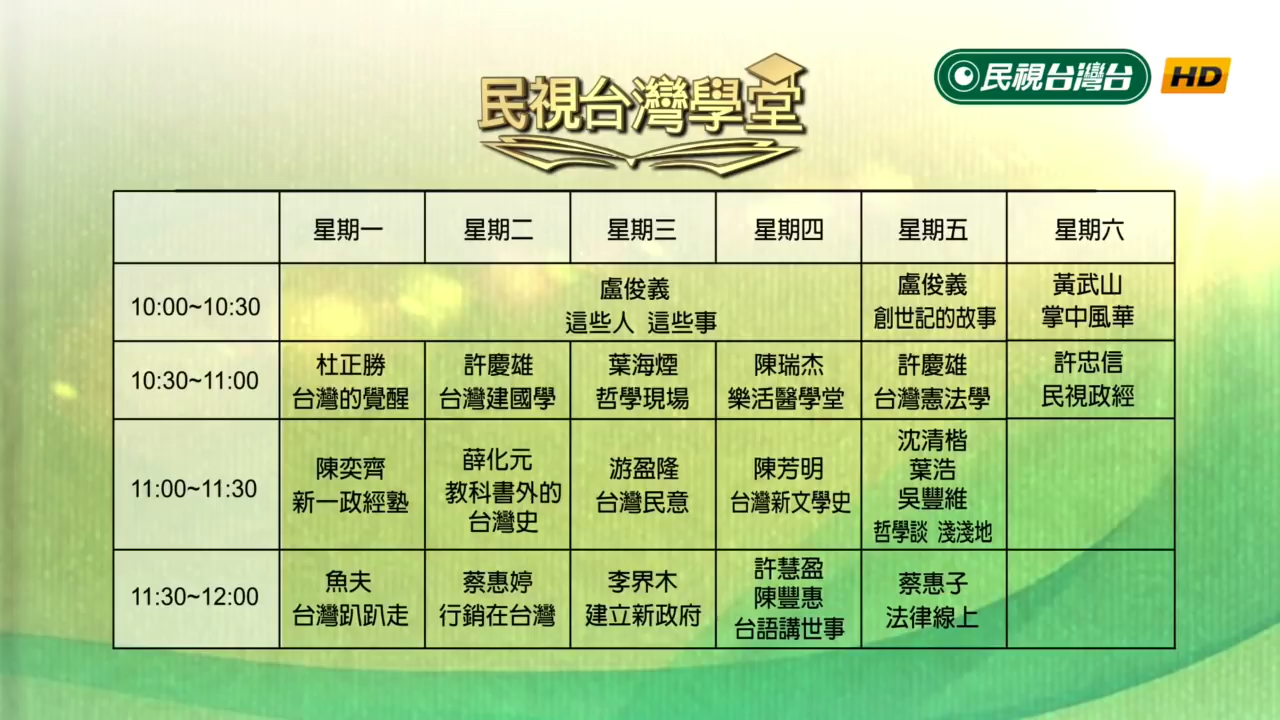 民視台灣學堂
民視台灣台 HD
星期一 星期二 星期三 星期四 星期五 星期六
10:00~10:30
盧俊義
這些人 這些事
盧俊義
創世記的故事
黃武山
掌中風華
10:30~11:00
杜正勝
台灣的覺醒
許慶雄
台灣建國學
葉海煙
哲學現場
陳瑞杰
樂活醫學堂
許慶雄
台灣憲法學
許忠信
民視政經
11:00~11:30
陳奕齊
新一政經塾
薛化元
教科書外的
台灣史
游盈隆
台灣民意
陳芳明
台灣新文學史
沈清楷
葉浩
吳豐維
哲學談 淺淺地
11:30~12:00
魚夫
台灣趴趴走
蔡惠婷
行銷在台灣
李界木
建立新政府
許慧盈
陳豐惠
台語講世事
蔡惠子
法律線上